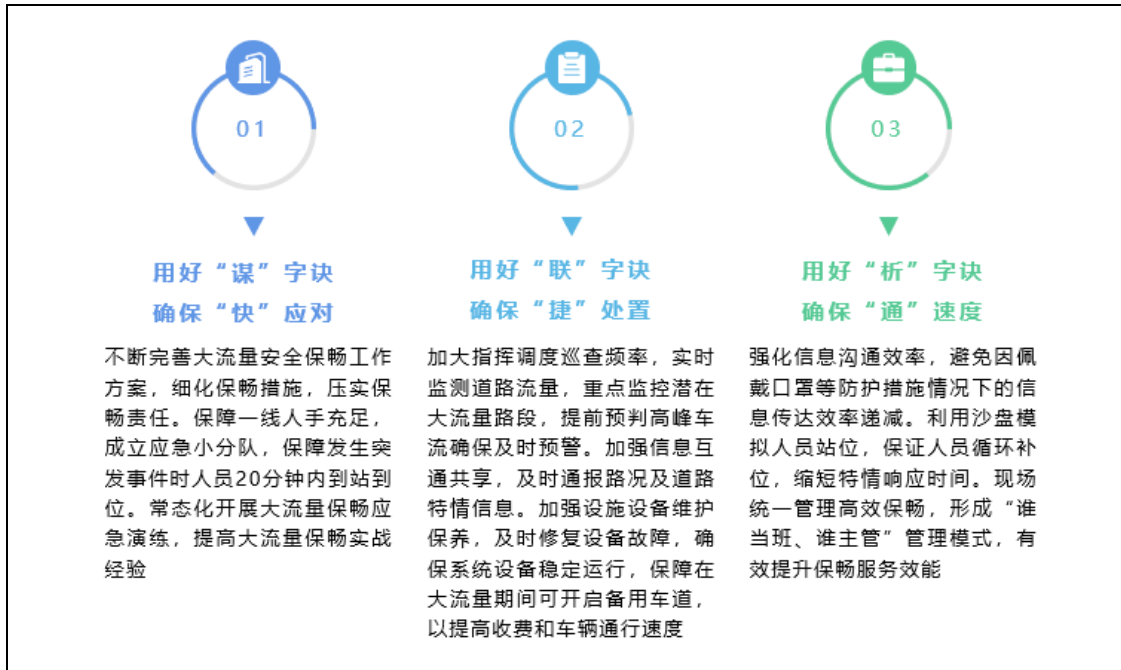 01
用好“谋”字诀
确保“快”应对
不断完善大流量安全保畅工作
方案，细化保畅措施，压实保
畅责任。保障一线人手充足，
成立应急小分队，保障发生突
发事件时人员20分钟内到站到
位。常态化开展大流量保畅应
急演练，提高大流量保畅实战
经验
02
用好“联”字诀
确保“捷”处置
加大指挥调度巡查频率，实时
监测道路流量，重点监控潜在
大流量路段，提前预判高峰车
流确保及时预警。加强信息互
通共享，及时通报路况及道路
特情信息。加强设施设备维护
保养，及时修复设备故障，确
保系统设备稳定运行，保障在
大流量期间可开启备用车道，
以提高收费和车辆通行速度
03
用好“析”字诀
确保“通”速度
强化信息沟通效率，避免因佩
戴口罩等防护措施情况下的信
息传达效率递减。利用沙盘模
拟人员站位，保证人员循环补
位，缩短特情响应时间。现场
统一管理高效保畅，形成“谁
当班、谁主管”管理模式，有
效提升保畅服务效能